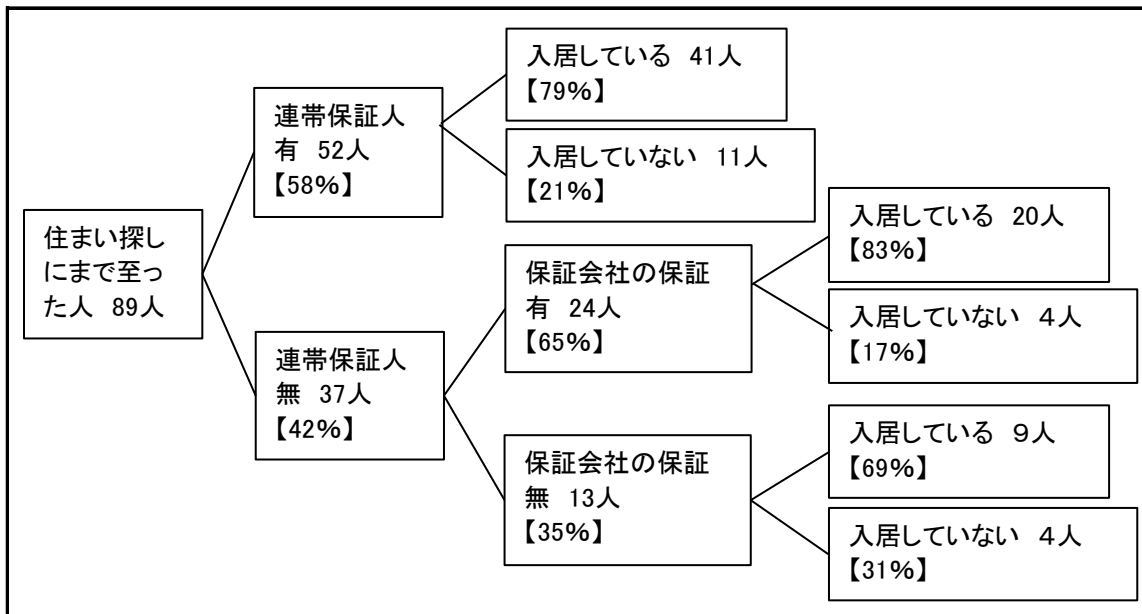 住まい探し
にまで至っ
た人 89人
連帯保証人
有 52人
【58%】
入居している 41人
【79%】
入居していない 11人
【21%】
連帯保証人
無 37人
【42%】
保証会社の保証
有 24人
【65%】
入居している 20人
【83%】
入居していない 4人
【17%】
保証会社の保証
無 13人
【35%】
入居している 9人
【69%】
入居していない 4人
【31%】